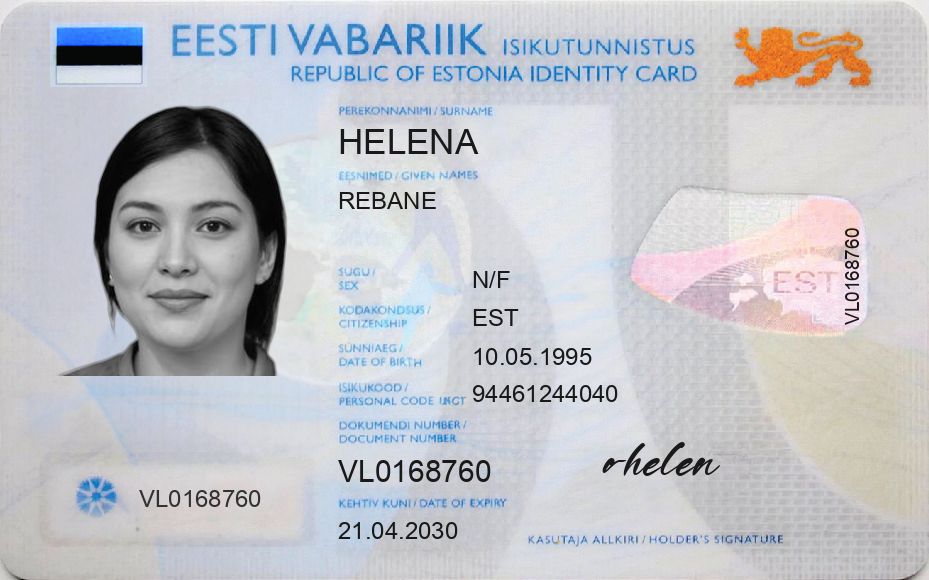 EESTI VABARIIK ISIKUTUNNISTUS
REPUBLIC OF ESTONIA IDENTITY CARD
PEREKONNANIMI / SURNAME
HELENA
EESNIMED / GIVEN NAMES
REBANE
SUGU /
SEX
N/F
KODAKONDSUS /
CITIZENSHIP
EST
SÜNNIAEG /
DATE OF BIRTH
10.05.1995
ISIKUKOOD /
PERSONAL CODE
94461244040
DOKUMENDI NUMBER /
DOCUMENT NUMBER
VL0168760
KEHTIV KUNI / DATE OF EXPIRY
21.04.2030
VL0168760
EST
VL0168760
rhelen
KASUTAJA ALLKIRI / HOLDER'S SIGNATURE